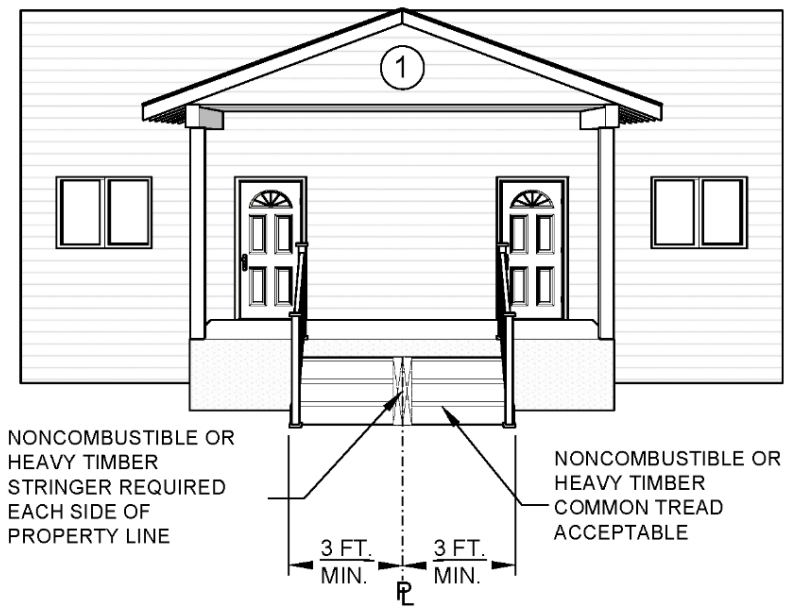 1
NONCOMBUSTIBLE OR
HEAVY TIMBER
STRINGER REQUIRED
EACH SIDE OF
PROPERTY LINE
NONCOMBUSTIBLE OR
HEAVY TIMBER
COMMON TREAD
ACCEPTABLE
3 FT.
MIN.
3 FT.
MIN.
PL